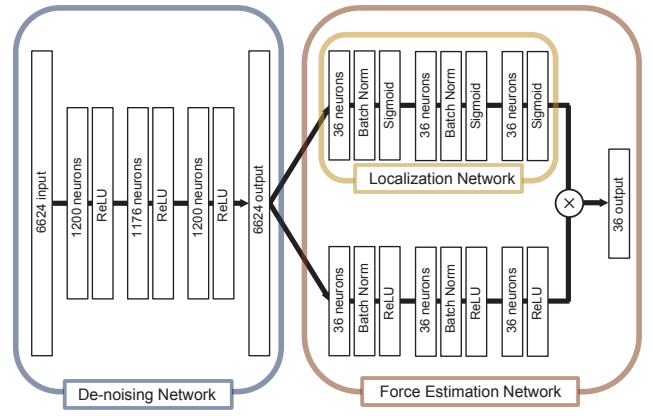 6624 input
1200 neurons
ReLU
1176 neurons
ReLU
1200 neurons
ReLU
6624 output
De-noising Network
36 neurons
Batch Norm
Sigmoid
36 neurons
Batch Norm
Sigmoid
36 neurons
Sigmoid
Localization Network
36 neurons
Batch Norm
ReLU
36 neurons
Batch Norm
ReLU
36 neurons
ReLU
×
36 output
Force Estimation Network